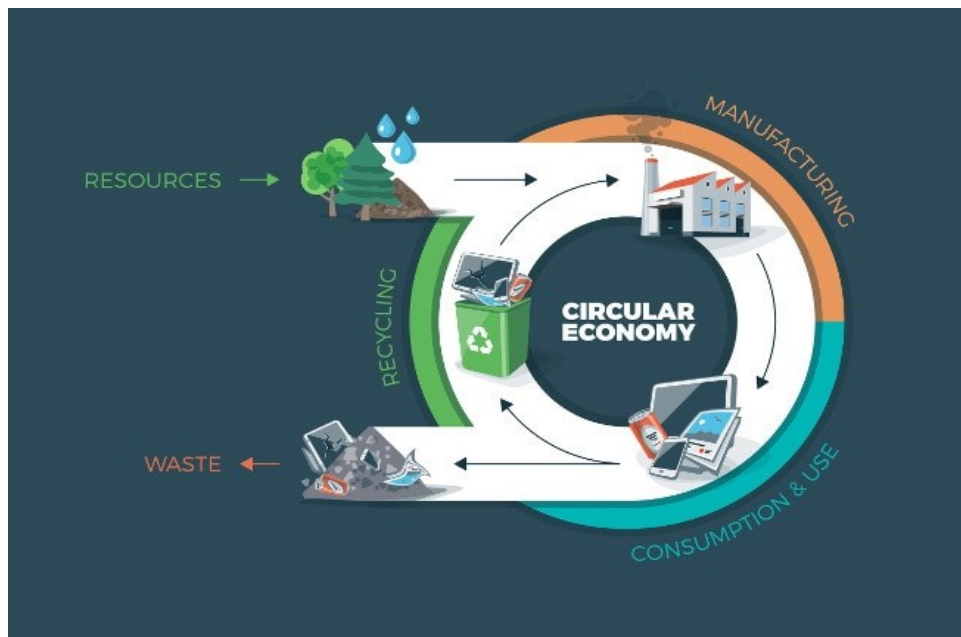 MANUFACTURING
RESOURCES
RECYCLING
CIRCULAR
ECONOMY
WASTE
CONSUMPTION & USE